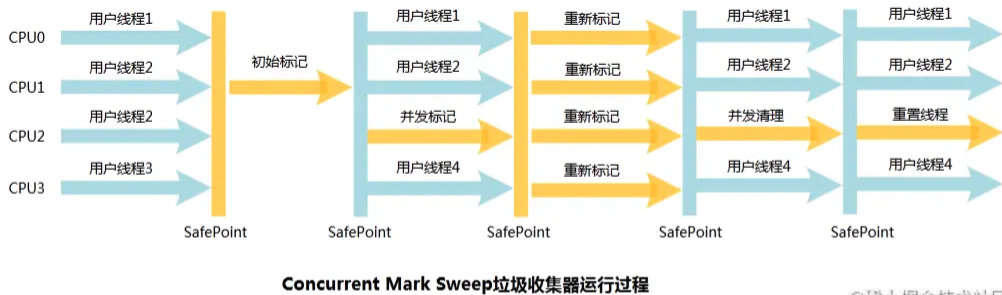 用户线程1 用户线程1 重新标记 用户线程1 用户线程1
CPU0
初始标记
用户线程2 用户线程2 重新标记 用户线程2 用户线程2
CPU1
用户线程2 并发标记 重新标记 并发清理 重置线程
CPU2
用户线程3 用户线程4 重新标记 用户线程4 用户线程4
CPU3
SafePoint SafePoint SafePoint SafePoint SafePoint
Concurrent Mark Sweep垃圾收集器运行过程